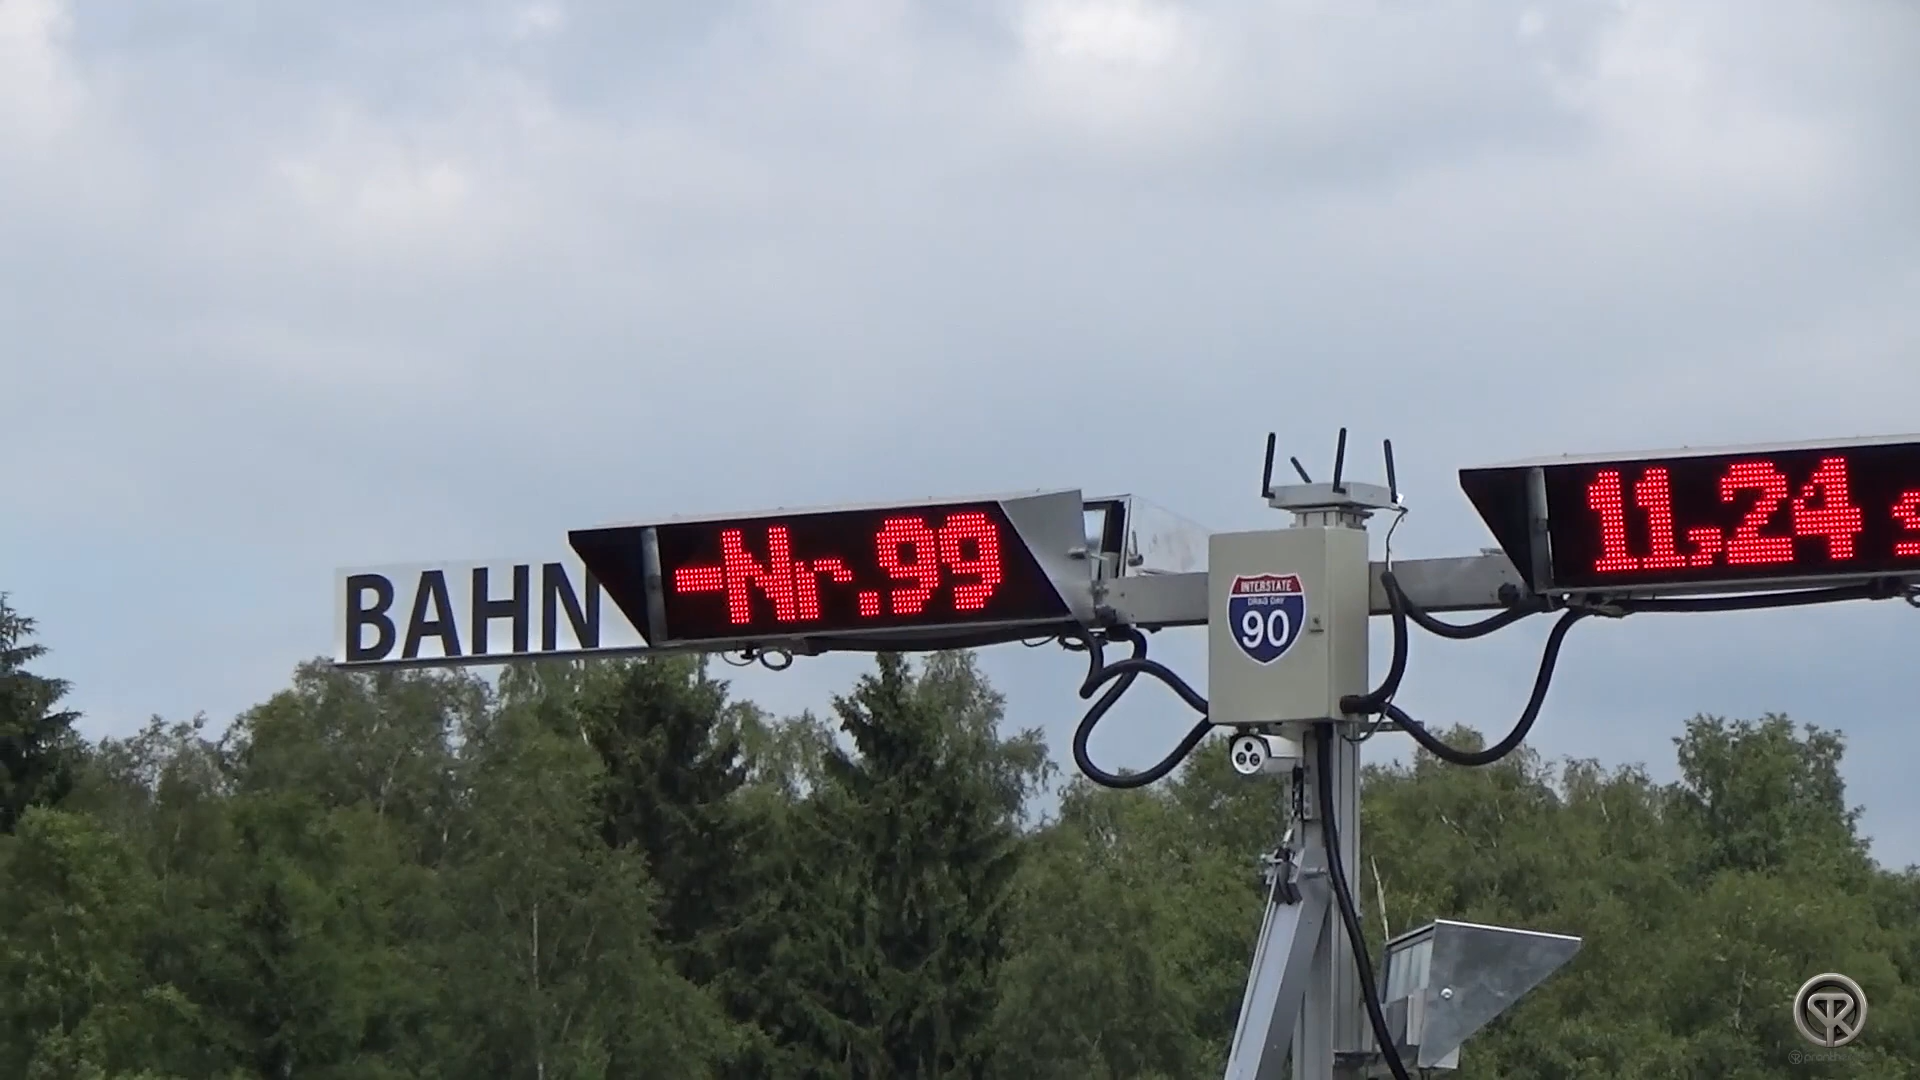 BAHN
-Nr.99
11,24 s
INTERSTATE
DRAG DAY
90